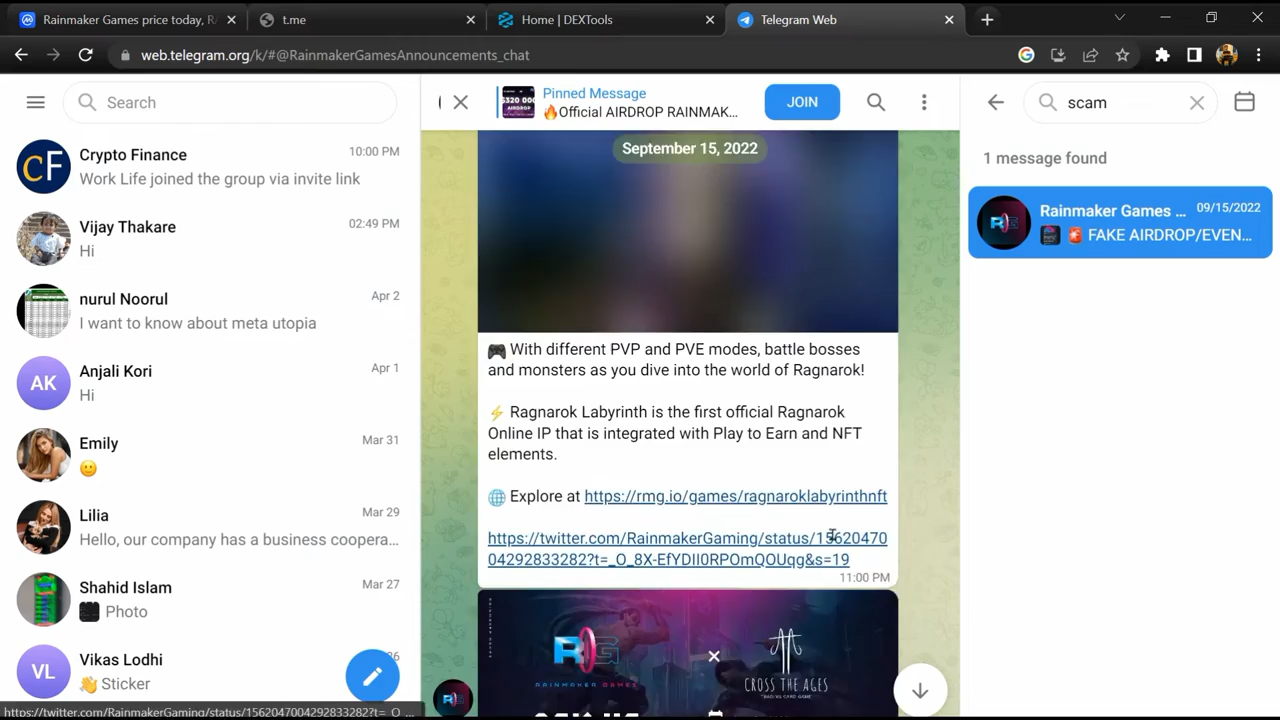 Rainmaker Games price today, R
t.me
Home | DEXTools
Telegram Web
web.telegram.org/k/#@RainmakerGamesAnnouncements_chat
Search
Crypto Finance
10:00 PM
Work Life joined the group via invite link
Vijay Thakare
02:49 PM
Hi
nurul Noorul
Apr 2
I want to know about meta utopia
AK
Anjali Kori
Apr 1
Hi
Emily
Mar 31
Lilia
Mar 29
Hello, our company has a business coopera...
Shahid Islam
Mar 27
Photo
VL
Vikas Lodhi
Sticker
https://twitter.com/RainmakerGaming/status/1562047004292833282?t=_O_...
Pinned Message
🔥Official AIRDROP RAINMAK...
JOIN
September 15, 2022
🎮 With different PVP and PVE modes, battle bosses
and monsters as you dive into the world of Ragnarok!
⚡ Ragnarok Labyrinth is the first official Ragnarok
Online IP that is integrated with Play to Earn and NFT
elements.
🌐 Explore at https://rmg.io/games/ragnaroklabyrinthnft
https://twitter.com/RainmakerGaming/status/15620470
04292833282?t=_O_8X-EfYDII0RPOmQOUqg&s=19
11:00 PM
RAINMAKER GAMES
CROSS THE AGES
scam
1 message found
Rainmaker Games ...
09/15/2022
🚨 FAKE AIRDROP/EVEN...